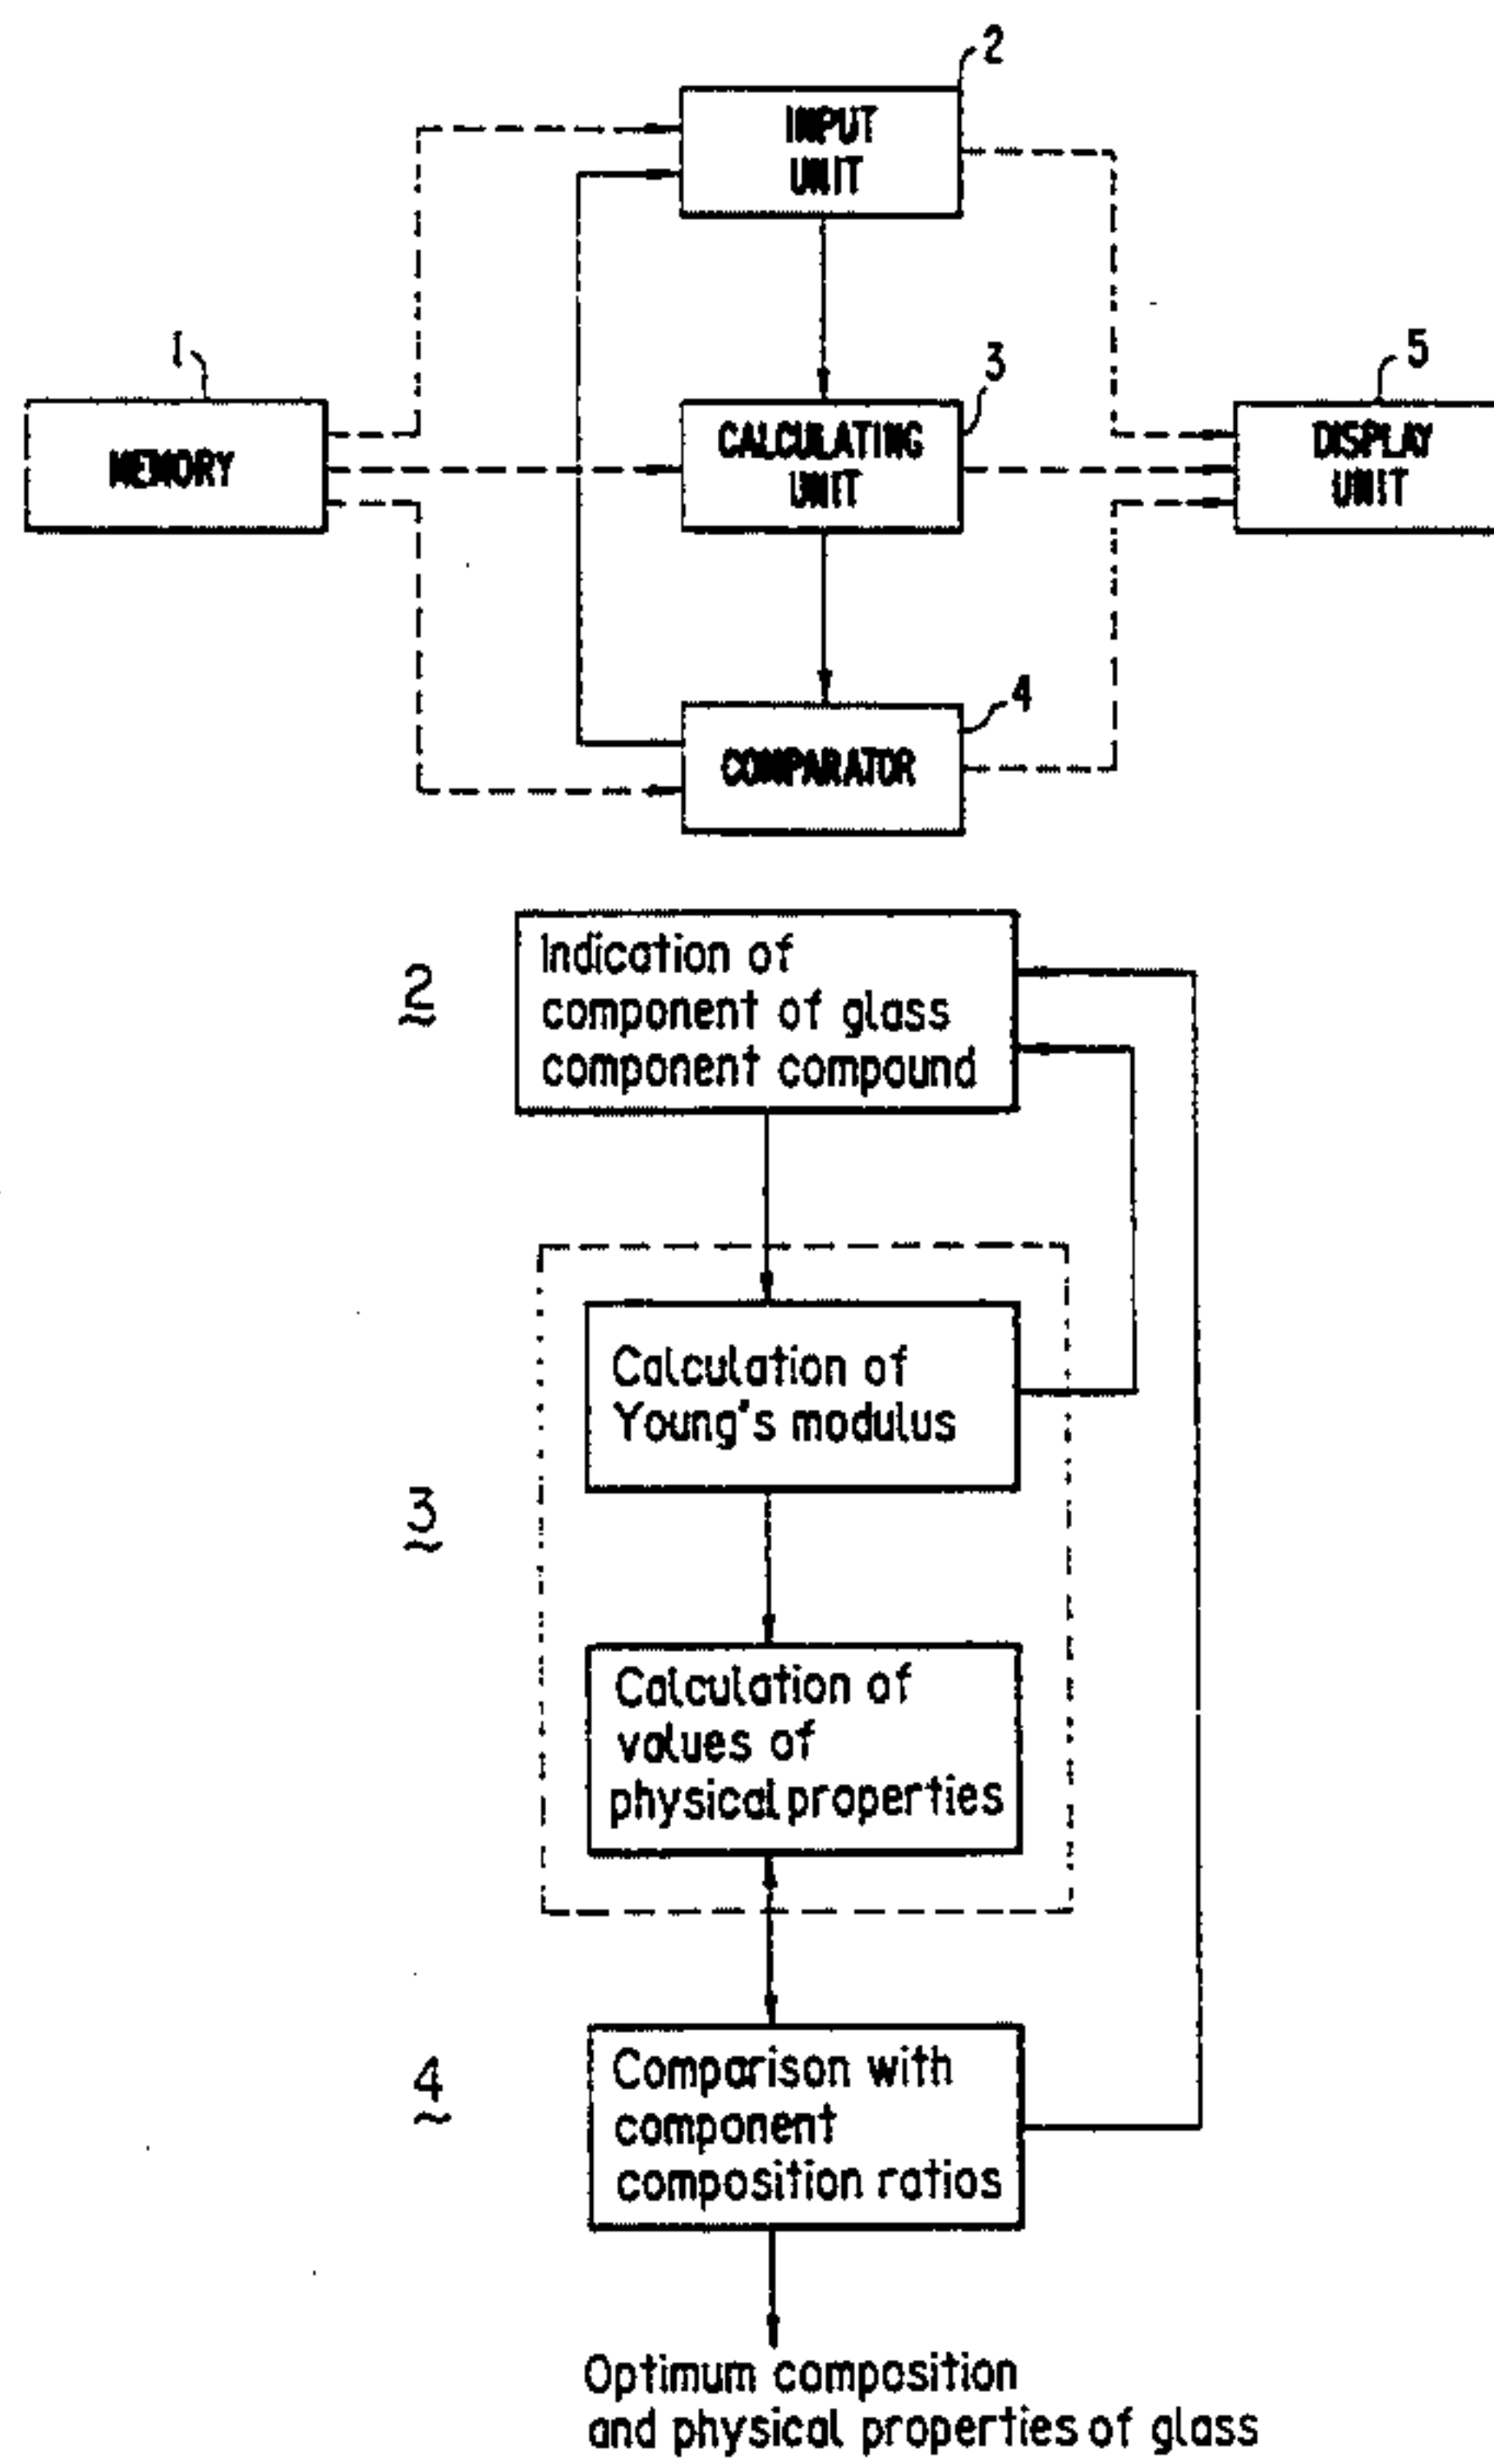 2
INPUT
UNIT
1
MEMORY
3
CALCULATING
UNIT
5
DISPLAY
UNIT
4
COMPARATOR
2
Indication of
component of glass
component compound
3
Calculation of
Young's modulus
Calculation of
values of
physical properties
4
Comparison with
component
composition ratios
Optimum composition
and physical properties of glass